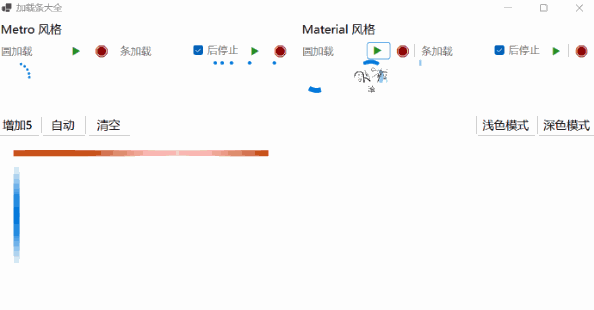 加载条大全
Metro 风格
Material 风格
圆加载 条加载 后停止
圆加载 条加载 后停止
增加5 自动 清空 浅色模式 深色模式